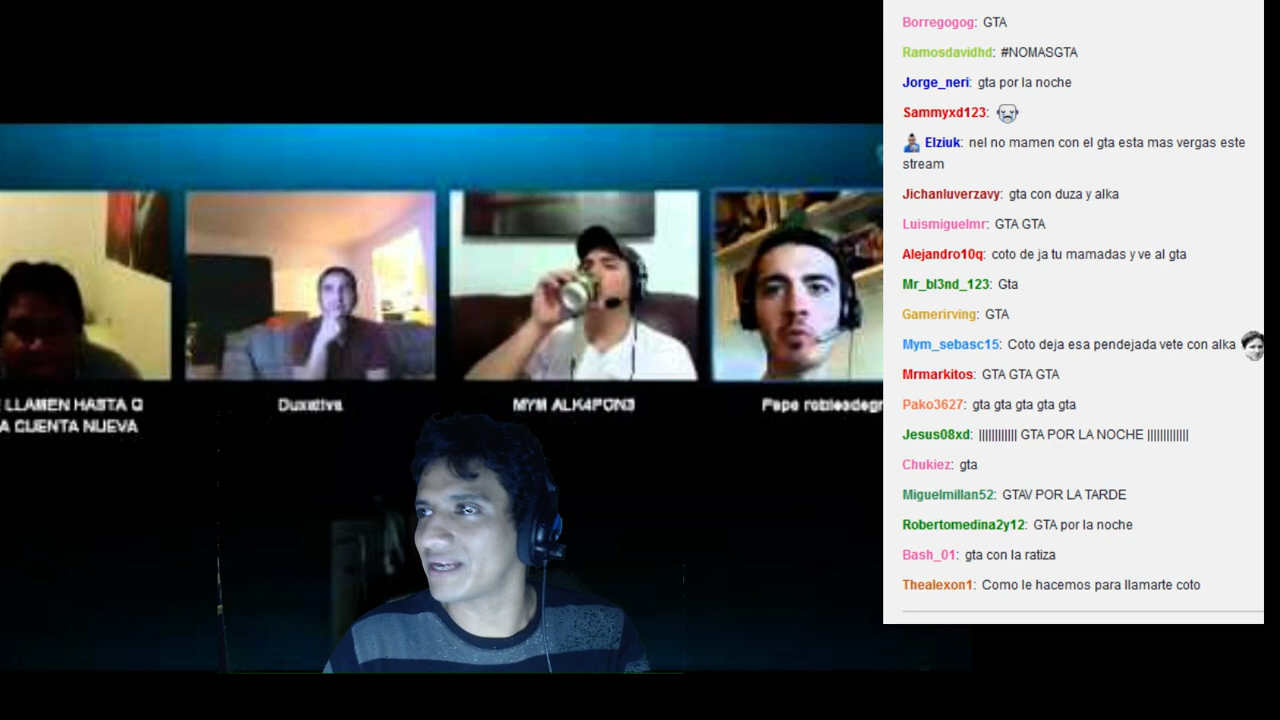 LLAMEN HASTA Q
A CUENTA NUEVA
Duxativa
MYM ALK4PON3
Pepe roblesdegr
Borregogog: GTA
Ramosdavidhd: #NOMASGTA
Jorge_neri: gta por la noche
Sammyxd123:
Elziuk: nel no mamen con el gta esta mas vergas este
stream
Jichanluverzavy: gta con duza y alka
Luismiguelmr: GTA GTA
Alejandro10q: coto de ja tu mamadas y ve al gta
Mr_bl3nd_123: Gta
Gamerirving: GTA
Mym_sebasc15: Coto deja esa pendejada vete con alka
Mrmarkitos: GTA GTA GTA
Pako3627: gta gta gta gta gta
Jesus08xd: |||||||||||| GTA POR LA NOCHE |||||||||||||
Chukiez: gta
Miguelmillan52: GTAV POR LA TARDE
Robertomedina2y12: GTA por la noche
Bash_01: gta con la ratiza
Thealexon1: Como le hacemos para llamarte coto